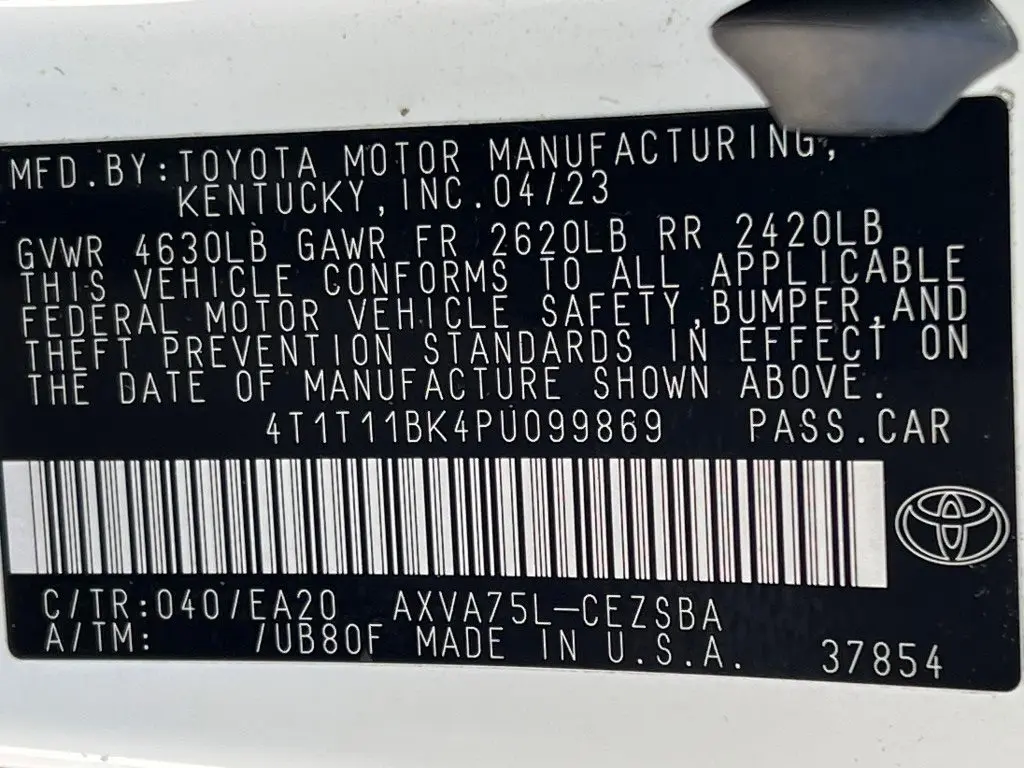 MFD.BY:TOYOTA MOTOR MANUFACTURING,
KENTUCKY,INC.04/23
GVWR 4630LB GAWR FR 2620LB RR 2420LB
THIS VEHICLE CONFORMS TO ALL APPLICABLE
FEDERAL MOTOR VEHICLE SAFETY,BUMPER,AND
THEFT PREVENTION STANDARDS IN EFFECT ON
THE DATE OF MANUFACTURE SHOWN ABOVE.
4T1T11BK4PU099869 PASS.CAR
C/TR:040/EA20 AXVA75L-CEZSBA
A/TM: /UB80F MADE IN U.S.A. 37854